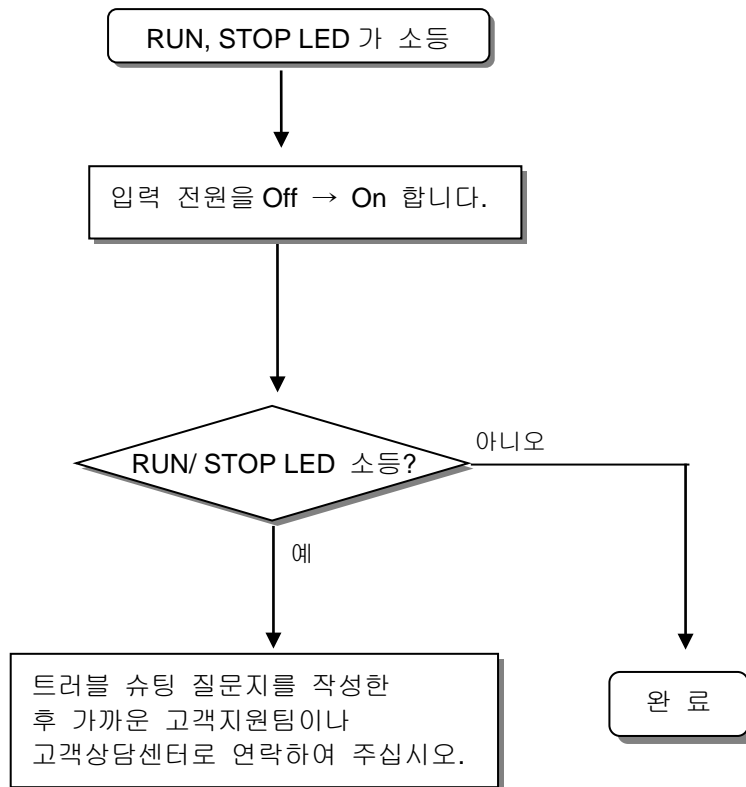 RUN, STOP LED 가 소등
입력 전원을 Off → On 합니다.
RUN/ STOP LED 소등?
아니오
예
트러블 슈팅 질문지를 작성한
후 가까운 고객지원팀이나
고객상담센터로 연락하여 주십시오.
완 료